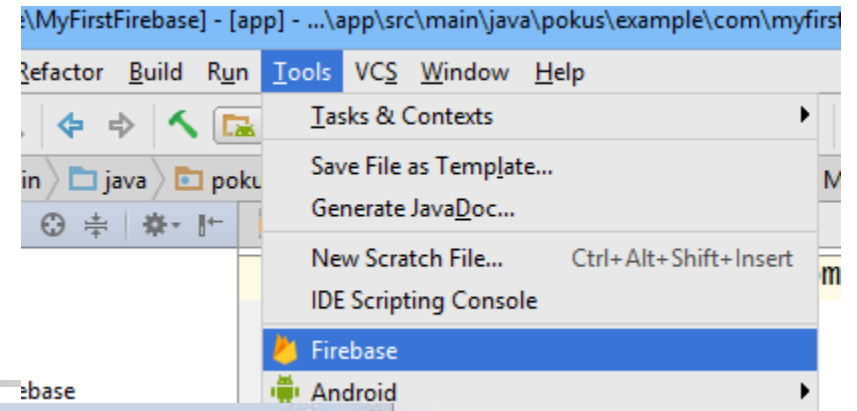 \MyFirstFirebase] - [app] - ...\app\src\main\java\pokus\example\com\myfirst
Refactor Build Run Tools VCS Window Help
Tasks & Contexts
in java poku
Save File as Template...
M
Generate JavaDoc...
New Scratch File... Ctrl+Alt+Shift+Insert
m
IDE Scripting Console
Firebase
ebase
Android